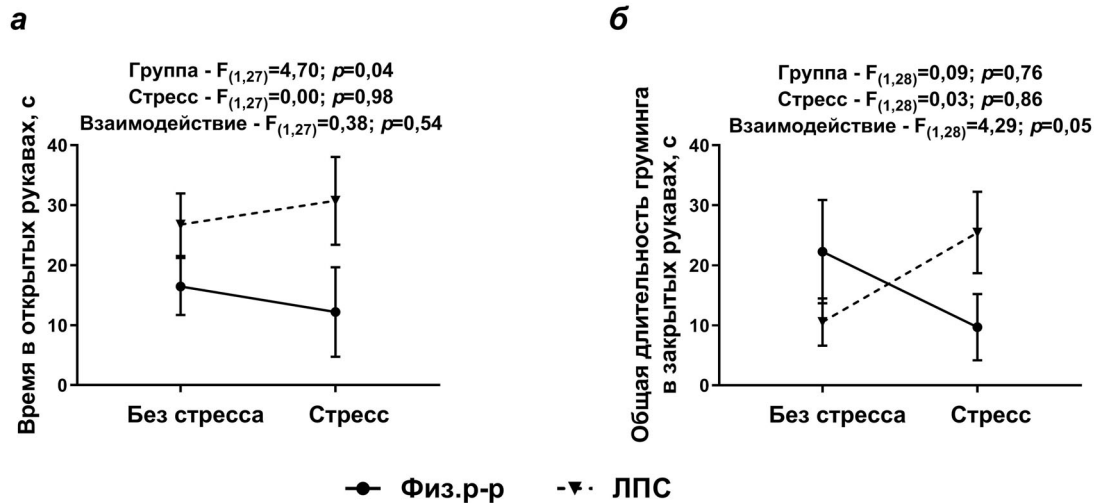 а
Группа - F(1,27)=4,70; p=0,04
Стресс - F(1,27)=0,00; p=0,98
Взаимодействие - F(1,27)=0,38; p=0,54
Время в открытых рукавах, с
40
30
20
10
0
Без стресса
Стресс
б
Группа - F(1,28)=0,09; p=0,76
Стресс - F(1,28)=0,03; p=0,86
Взаимодействие - F(1,28)=4,29; p=0,05
Общая длительность груминга
в закрытых рукавах, с
40
30
20
10
0
Без стресса
Стресс
Физ.р-р
ЛПС